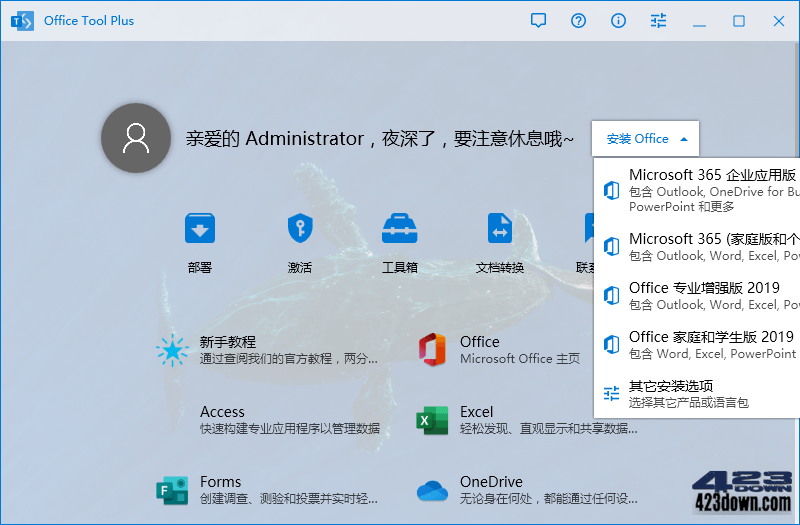 Office Tool Plus
亲爱的 Administrator，夜深了，要注意休息哦~
安装 Office
Microsoft 365 企业应用版
包含 Outlook, OneDrive for Bu
PowerPoint 和更多
Microsoft 365 (家庭版和个
包含 Outlook, Word, Excel, Pow
Office 专业增强版 2019
包含 Outlook, Word, Excel, Pow
Office 家庭和学生版 2019
包含 Word, Excel, PowerPoint
其它安装选项
选择其它产品或语言包
部署
激活
工具箱
文档转换
联系
新手教程
通过查阅我们的官方教程，两分...
Office
Microsoft Office 主页
Access
快速构建专业应用程序以管理数据
Excel
轻松发现、直观显示和共享数据...
Forms
创建调查、测验和投票并实时轻...
OneDrive
无论身在何处，都能通过任何设...
423
DOWN
423down.com